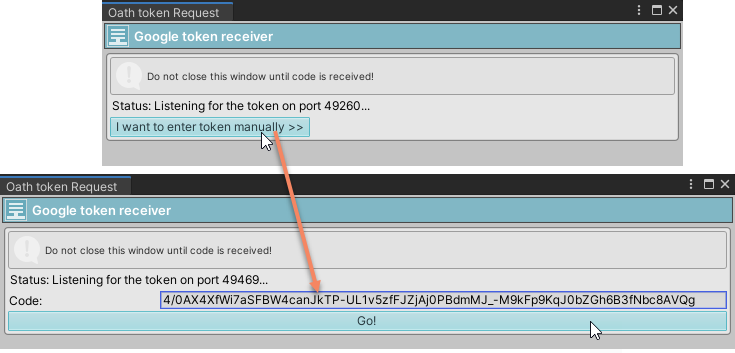 Oath token Request
Google token receiver
Do not close this window until code is received!
Status: Listening for the token on port 49260...
I want to enter token manually >>
Oath token Request
Google token receiver
Do not close this window until code is received!
Status: Listening for the token on port 49469...
Code: 4/0AX4XfWi7aSFBW4canJkTP-UL1v5zfFJZjAj0PBdmMJ_-M9kFp9KqJ0bZGh6B3fNbc8AVQg
Go!